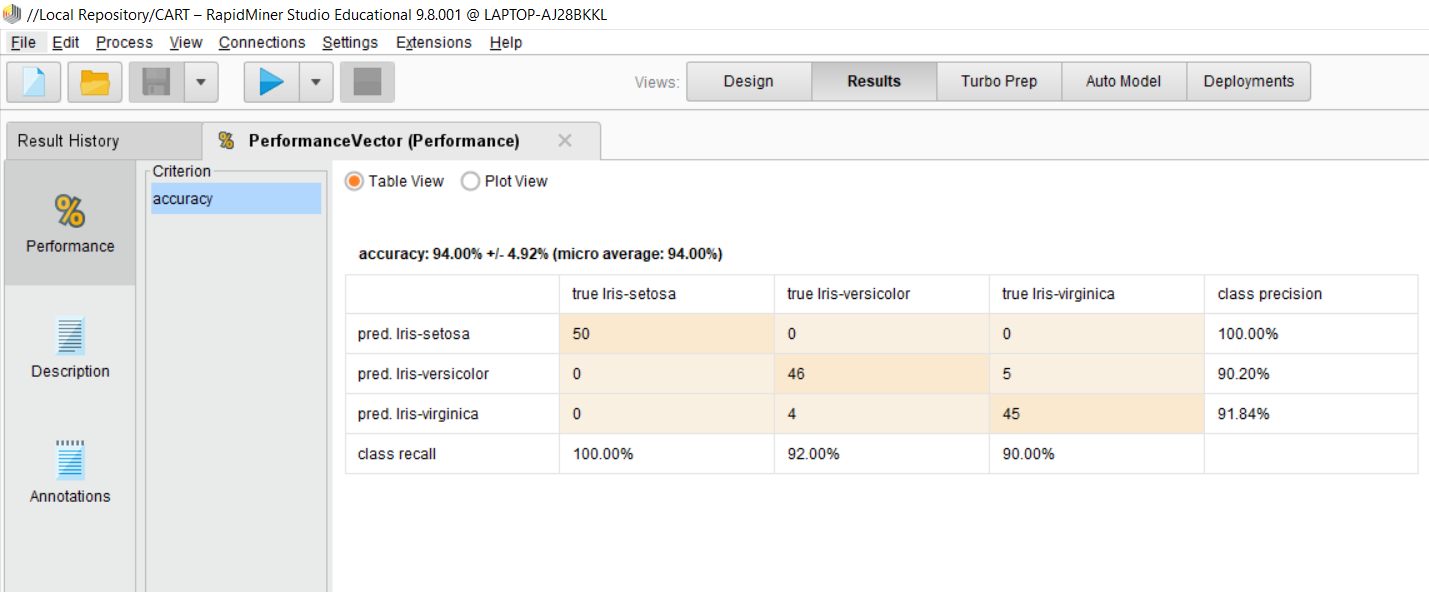 //Local Repository/CART – RapidMiner Studio Educational 9.8.001 @ LAPTOP-AJ28BKKL
File Edit Process View Connections Settings Extensions Help
Views: Design Results Turbo Prep Auto Model Deployments
Result History PerformanceVector (Performance)
Criterion
accuracy
% Performance
Description
Annotations
Table View Plot View
accuracy: 94.00% +/- 4.92% (micro average: 94.00%)
true Iris-setosa true Iris-versicolor true Iris-virginica class precision
pred. Iris-setosa 50 0 0 100.00%
pred. Iris-versicolor 0 46 5 90.20%
pred. Iris-virginica 0 4 45 91.84%
class recall 100.00% 92.00% 90.00%